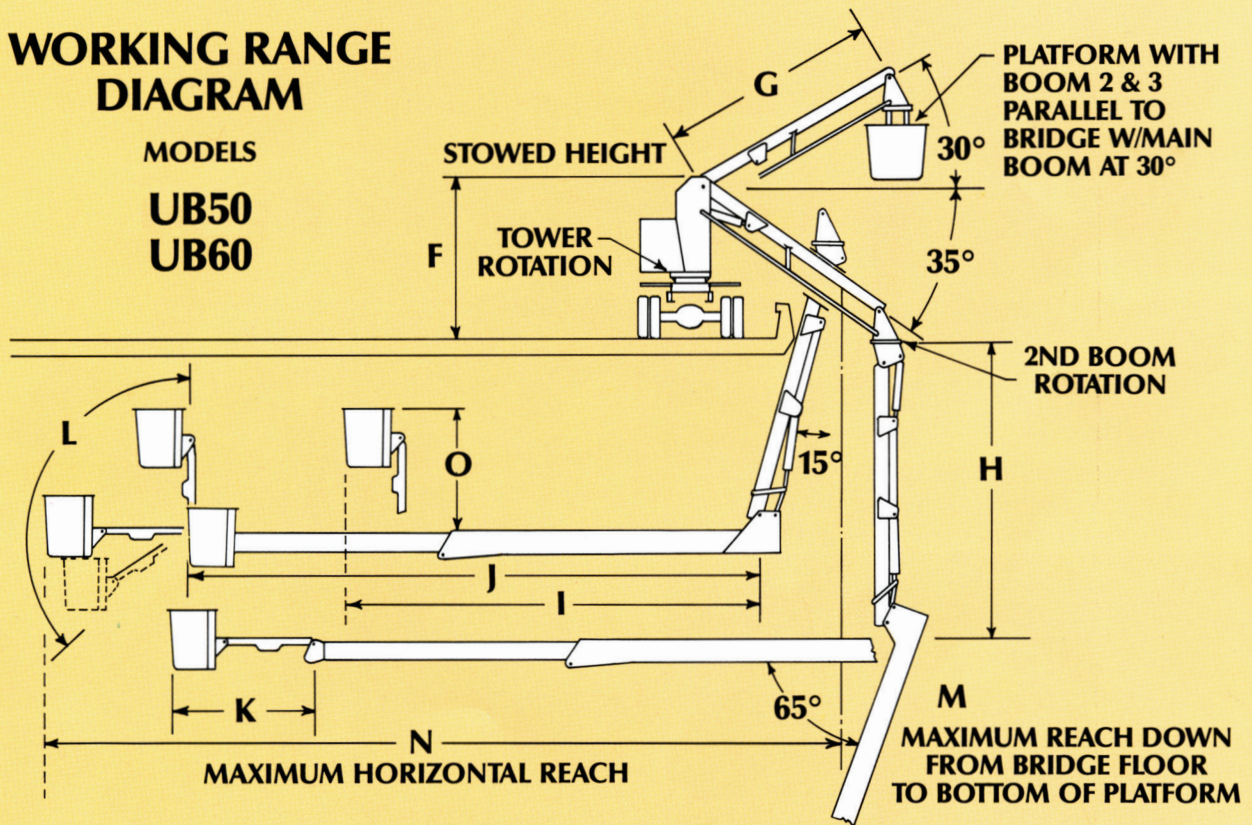 WORKING RANGE
DIAGRAM
MODELS
UB50
UB60
STOWED HEIGHT
F
TOWER
ROTATION
G
30°
PLATFORM WITH
BOOM 2 & 3
PARALLEL TO
BRIDGE W/MAIN
BOOM AT 30°
35°
2ND BOOM
ROTATION
H
15°
L
O
J
I
K
65°
N
MAXIMUM HORIZONTAL REACH
M
MAXIMUM REACH DOWN
FROM BRIDGE FLOOR
TO BOTTOM OF PLATFORM